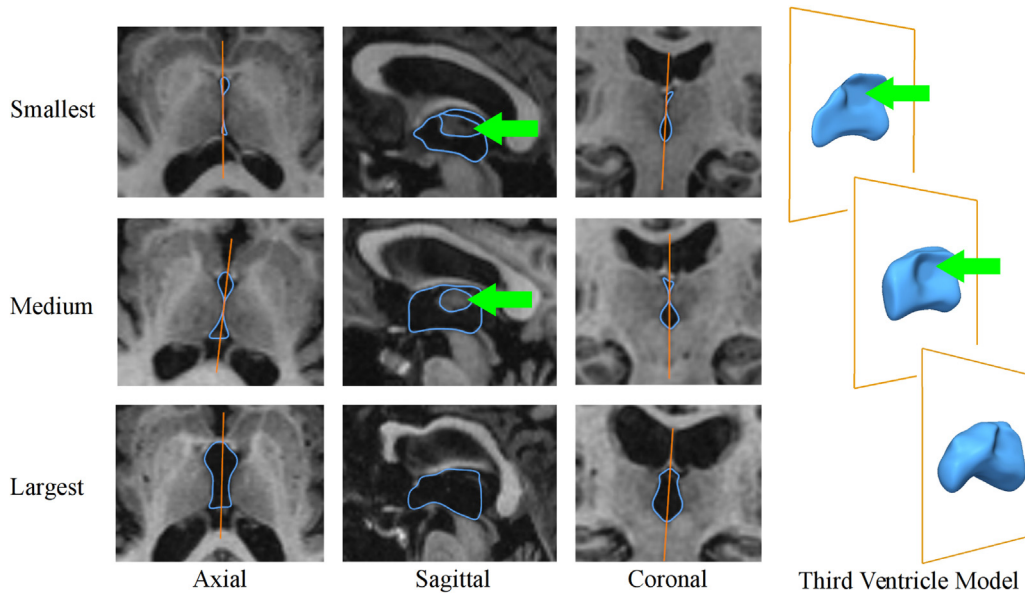 Smallest
Medium
Largest
Axial
Sagittal
Coronal
Third Ventricle Model